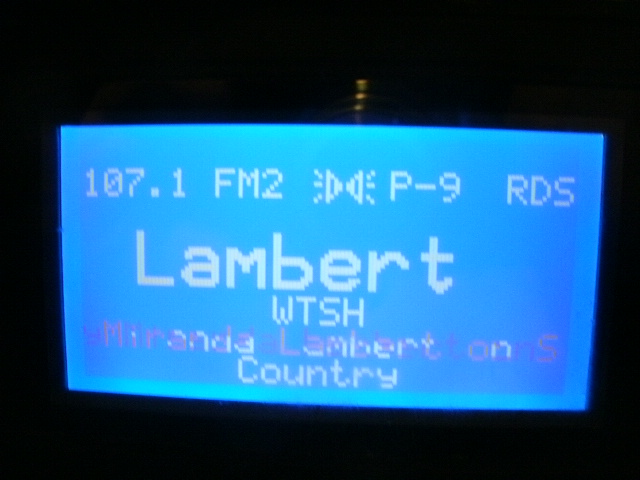 107.1 FM2 P-9 RDS
Lambert
WTSH
Miranda Lambert on S
Country